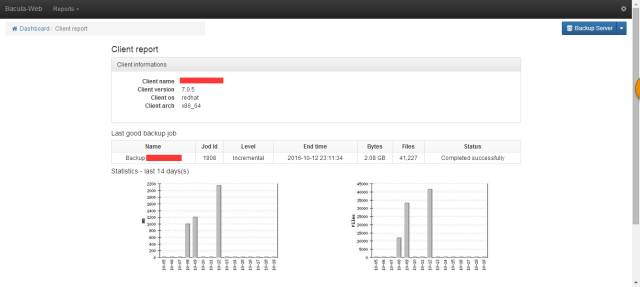 Bacula-Web Reports
Dashboard / Client report
Backup Server
Client report
Client informations
Client name
Client version 7.0.5
Client os redhat
Client arch x86_64
Last good backup job
Name Jod Id Level End time Bytes Files Status
Backup 1908 Incremental 2016-10-12 23:11:34 2.08 GB 41,227 Completed successfully
Statistics - last 14 days(s)
2200
2000
1800
1600
1400
1200
1000
800
600
400
200
0
45000
40000
35000
30000
25000
20000
15000
10000
5000
0
Files